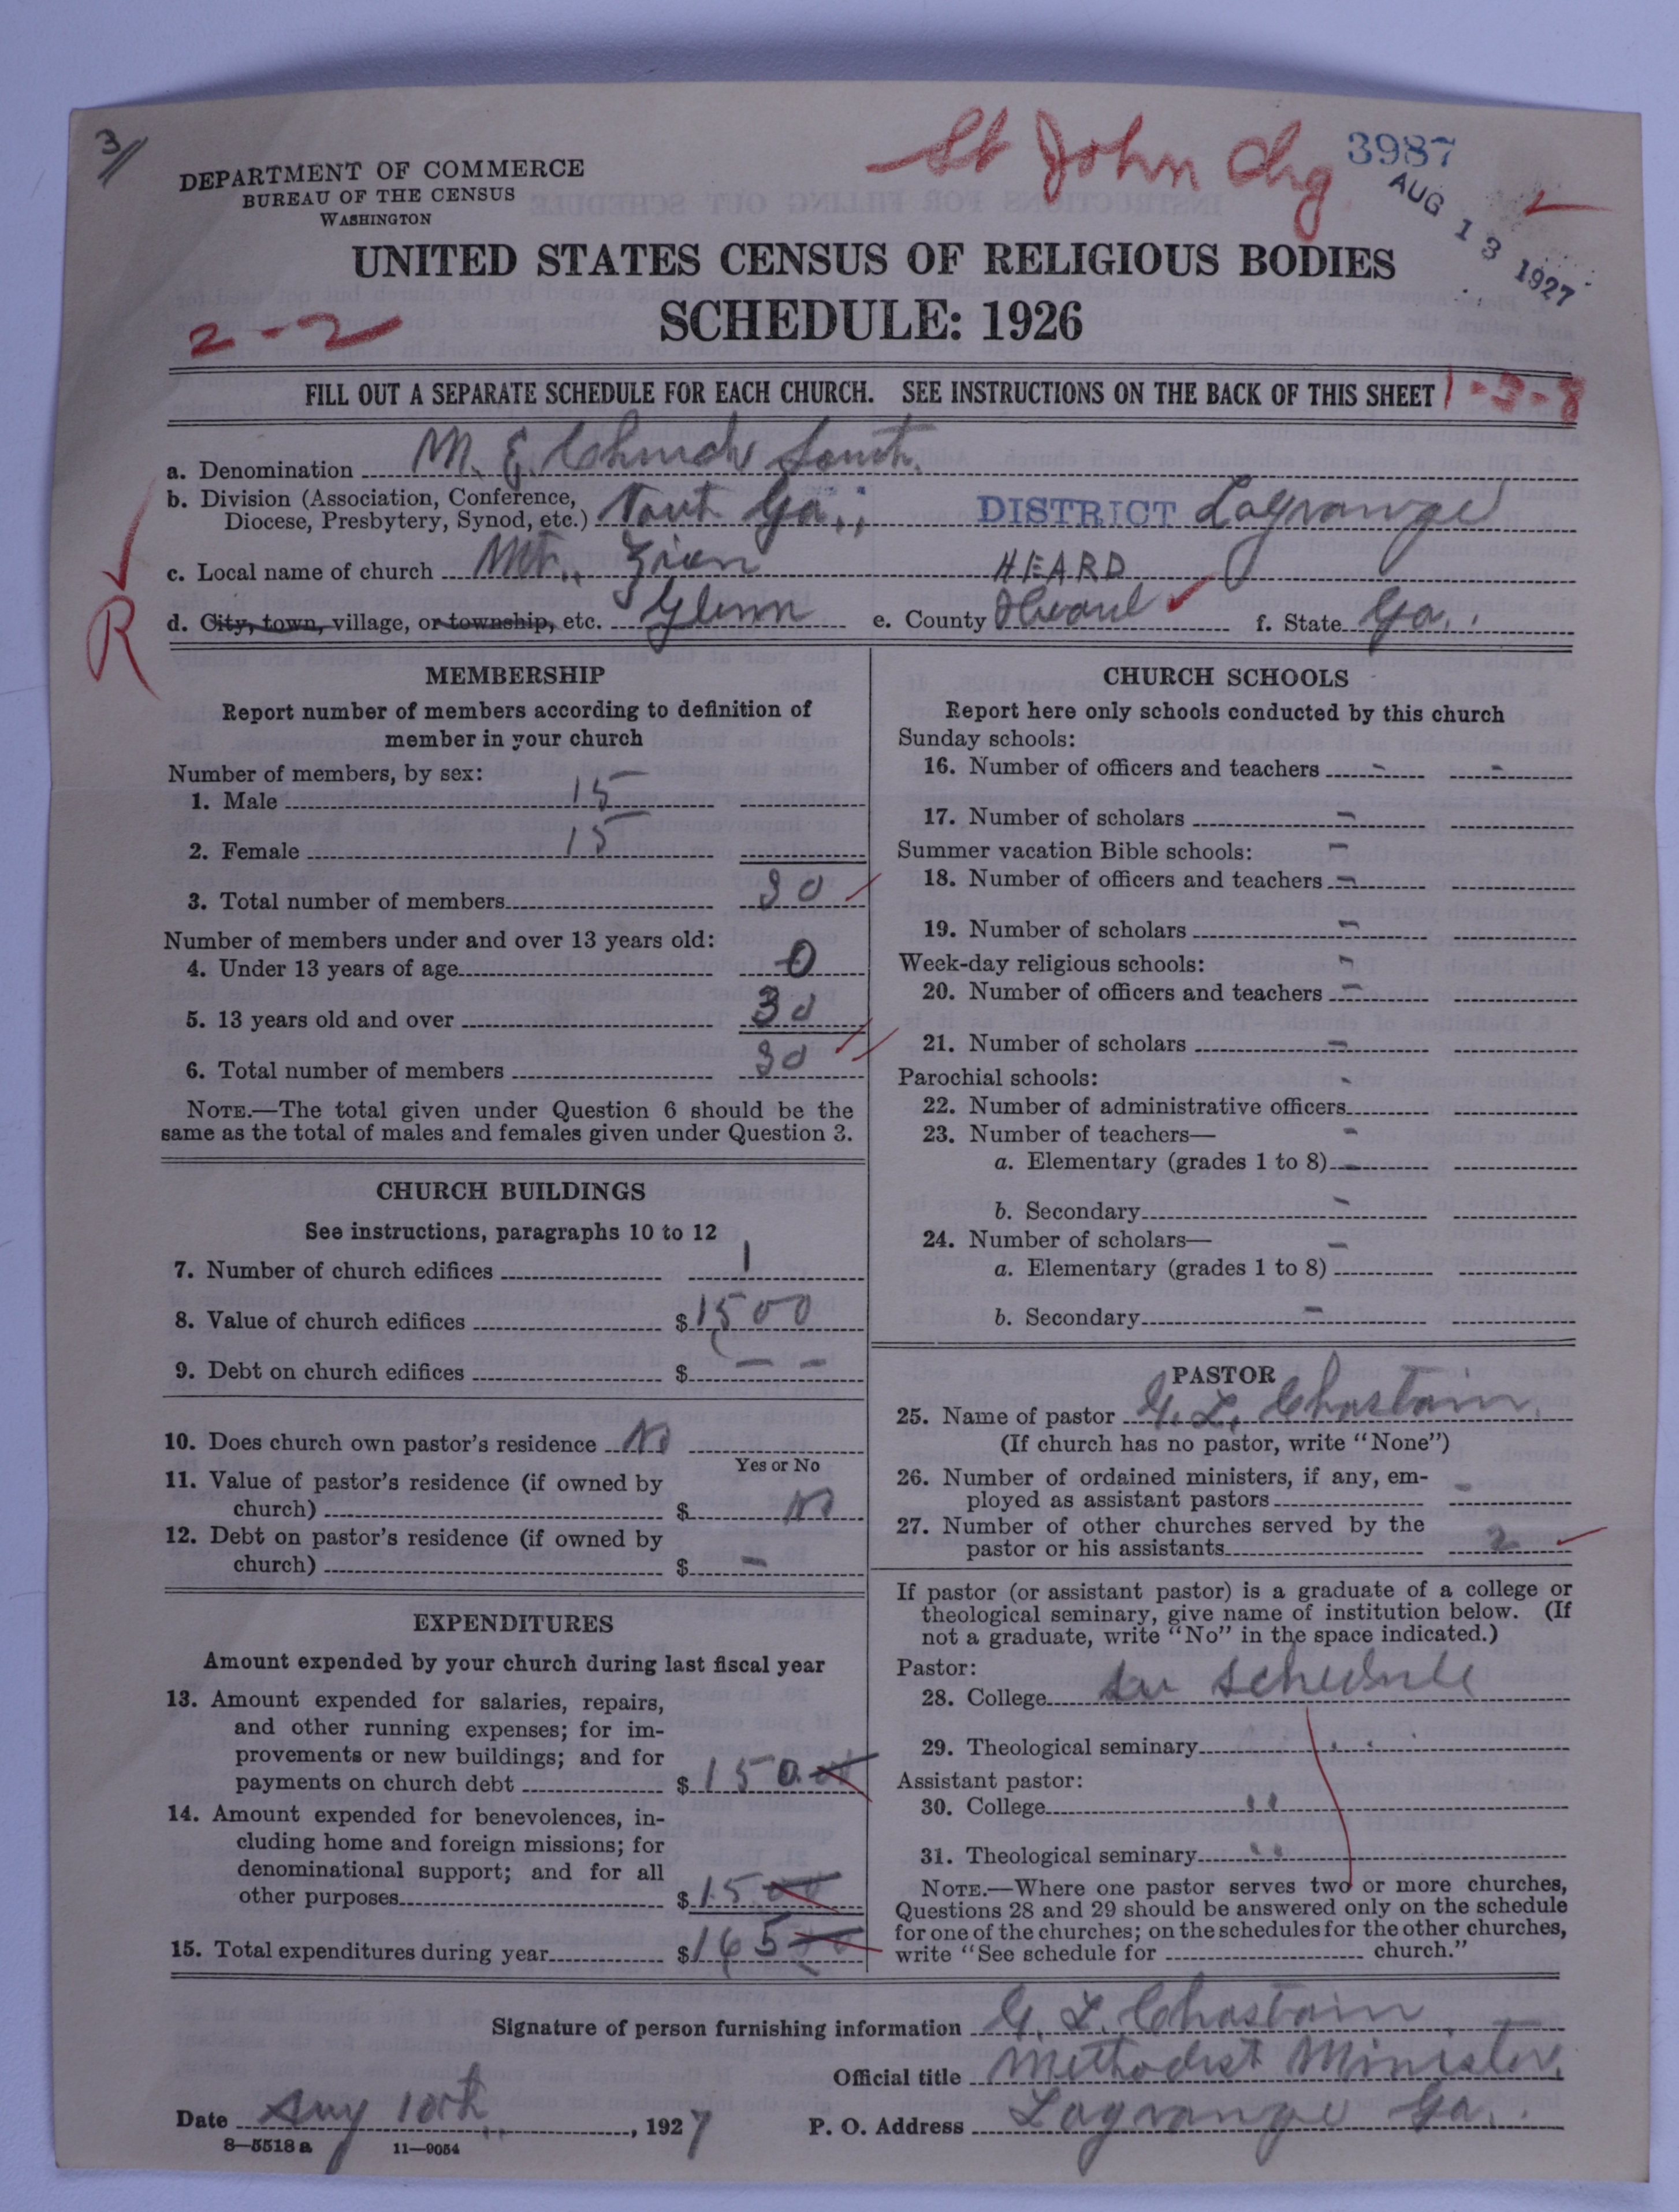 3//
DEPARTMENT OF COMMERCE
BUREAU OF THE CENSUS
WASHINGTON
St John Chg
3987
AUG 13 1927
UNITED STATES CENSUS OF RELIGIOUS BODIES
SCHEDULE: 1926
2-2
FILL OUT A SEPARATE SCHEDULE FOR EACH CHURCH. SEE INSTRUCTIONS ON THE BACK OF THIS SHEET
1-3-8
a. Denomination M. E. Church South.
b. Division (Association, Conference, Diocese, Presbytery, Synod, etc.) Ga., DISTRICT Lagrange
c. Local name of church Mt. Zion HEARD
R
d. City, town, village, or township, etc. Glenn e. County Heard f. State Ga.
MEMBERSHIP
Report number of members according to definition of
member in your church
Number of members, by sex:
1. Male 15
2. Female 15
3. Total number of members 30
Number of members under and over 13 years old:
4. Under 13 years of age 0
5. 13 years old and over 30
6. Total number of members 30
NOTE.—The total given under Question 6 should be the
same as the total of males and females given under Question 3.
CHURCH BUILDINGS
See instructions, paragraphs 10 to 12
7. Number of church edifices 1
8. Value of church edifices $1500
9. Debt on church edifices $ – –
10. Does church own pastor's residence No
Yes or No
11. Value of pastor's residence (if owned by
church) $ No
12. Debt on pastor's residence (if owned by
church) $ –
EXPENDITURES
Amount expended by your church during last fiscal year
13. Amount expended for salaries, repairs,
and other running expenses; for im-
provements or new buildings; and for
payments on church debt $150 00
14. Amount expended for benevolences, in-
cluding home and foreign missions; for
denominational support; and for all
other purposes $15 00
15. Total expenditures during year $165 00
CHURCH SCHOOLS
Report here only schools conducted by this church
Sunday schools:
16. Number of officers and teachers - -
17. Number of scholars -
Summer vacation Bible schools: -
18. Number of officers and teachers -
19. Number of scholars -
Week-day religious schools: -
20. Number of officers and teachers -
21. Number of scholars -
Parochial schools: -
22. Number of administrative officers
23. Number of teachers— -
a. Elementary (grades 1 to 8) -
b. Secondary -
24. Number of scholars— -
a. Elementary (grades 1 to 8)
b. Secondary -
PASTOR
25. Name of pastor G. L. Chastain.
(If church has no pastor, write "None")
26. Number of ordained ministers, if any, em-
ployed as assistant pastors -
27. Number of other churches served by the
pastor or his assistants 2
If pastor (or assistant pastor) is a graduate of a college or
theological seminary, give name of institution below. (If
not a graduate, write "No" in the space indicated.)
Pastor:
28. College schedule
29. Theological seminary " "
Assistant pastor:
30. College "
31. Theological seminary "
NOTE.—Where one pastor serves two or more churches,
Questions 28 and 29 should be answered only on the schedule
for one of the churches; on the schedules for the other churches,
write "See schedule for church."
Signature of person furnishing information G. L. Chastain
Official title Methodist Minister.
Date Aug 10th, 1927 P. O. Address Lagrange Ga.
8—5518 a 11—9054